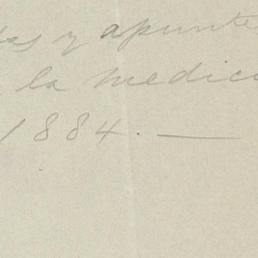 y apunte
la medic
1884. —